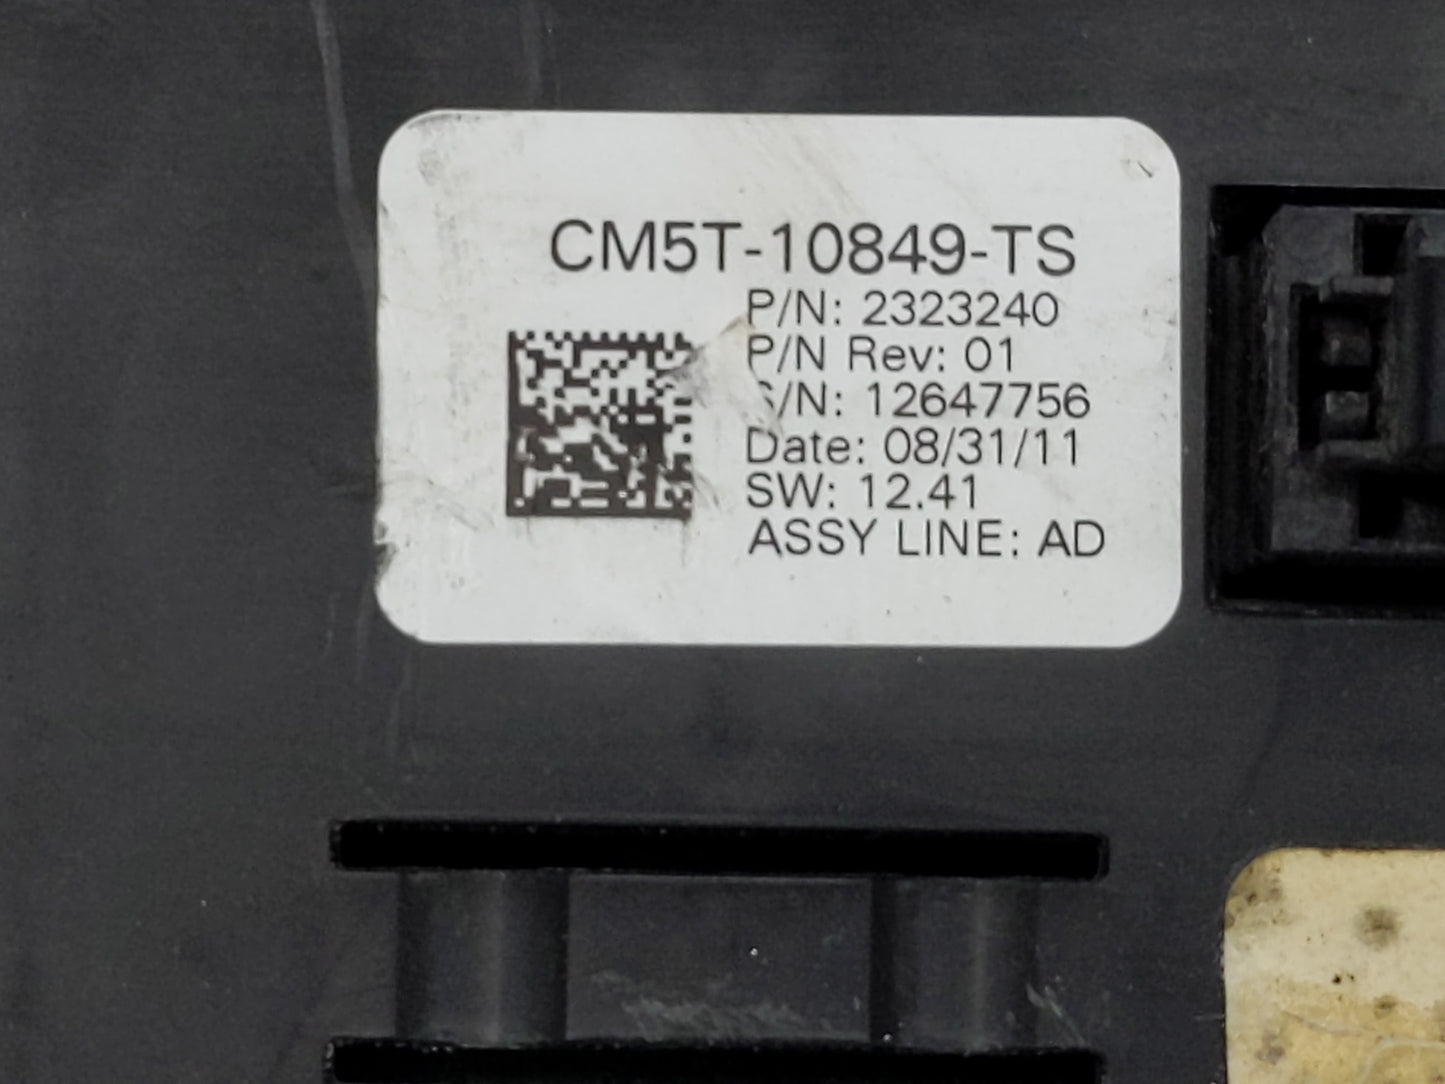 CM5T-10849-TS
P/N: 2323240
P/N Rev: 01
S/N: 12647756
Date: 08/31/11
SW: 12.41
ASSY LINE: AD